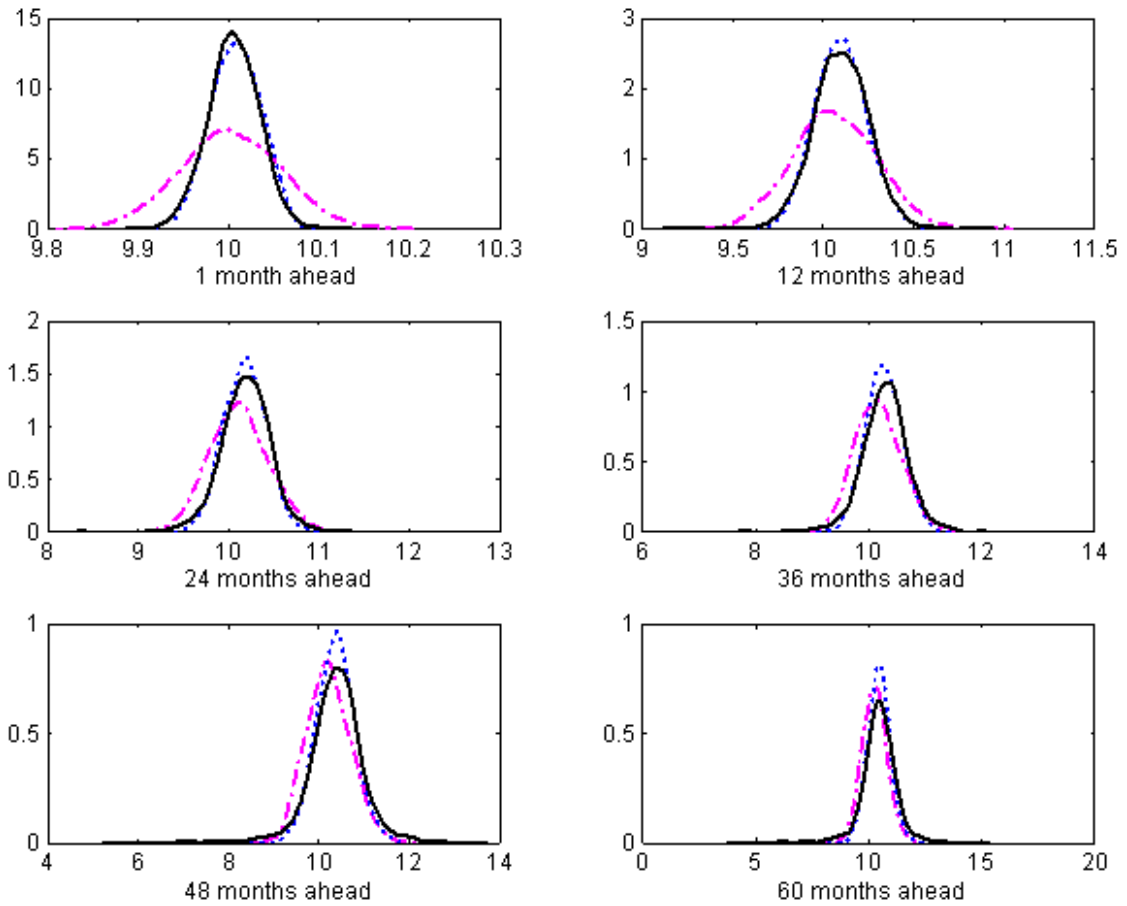 15
10
5
0
9.8 9.9 10 10.1 10.2 10.3
1 month ahead
3
2
1
0
9 9.5 10 10.5 11 11.5
12 months ahead
2
1.5
1
0.5
0
8 9 10 11 12 13
24 months ahead
1.5
1
0.5
0
6 8 10 12 14
36 months ahead
1
0.5
0
4 6 8 10 12 14
48 months ahead
1
0.5
0
0 5 10 15 20
60 months ahead